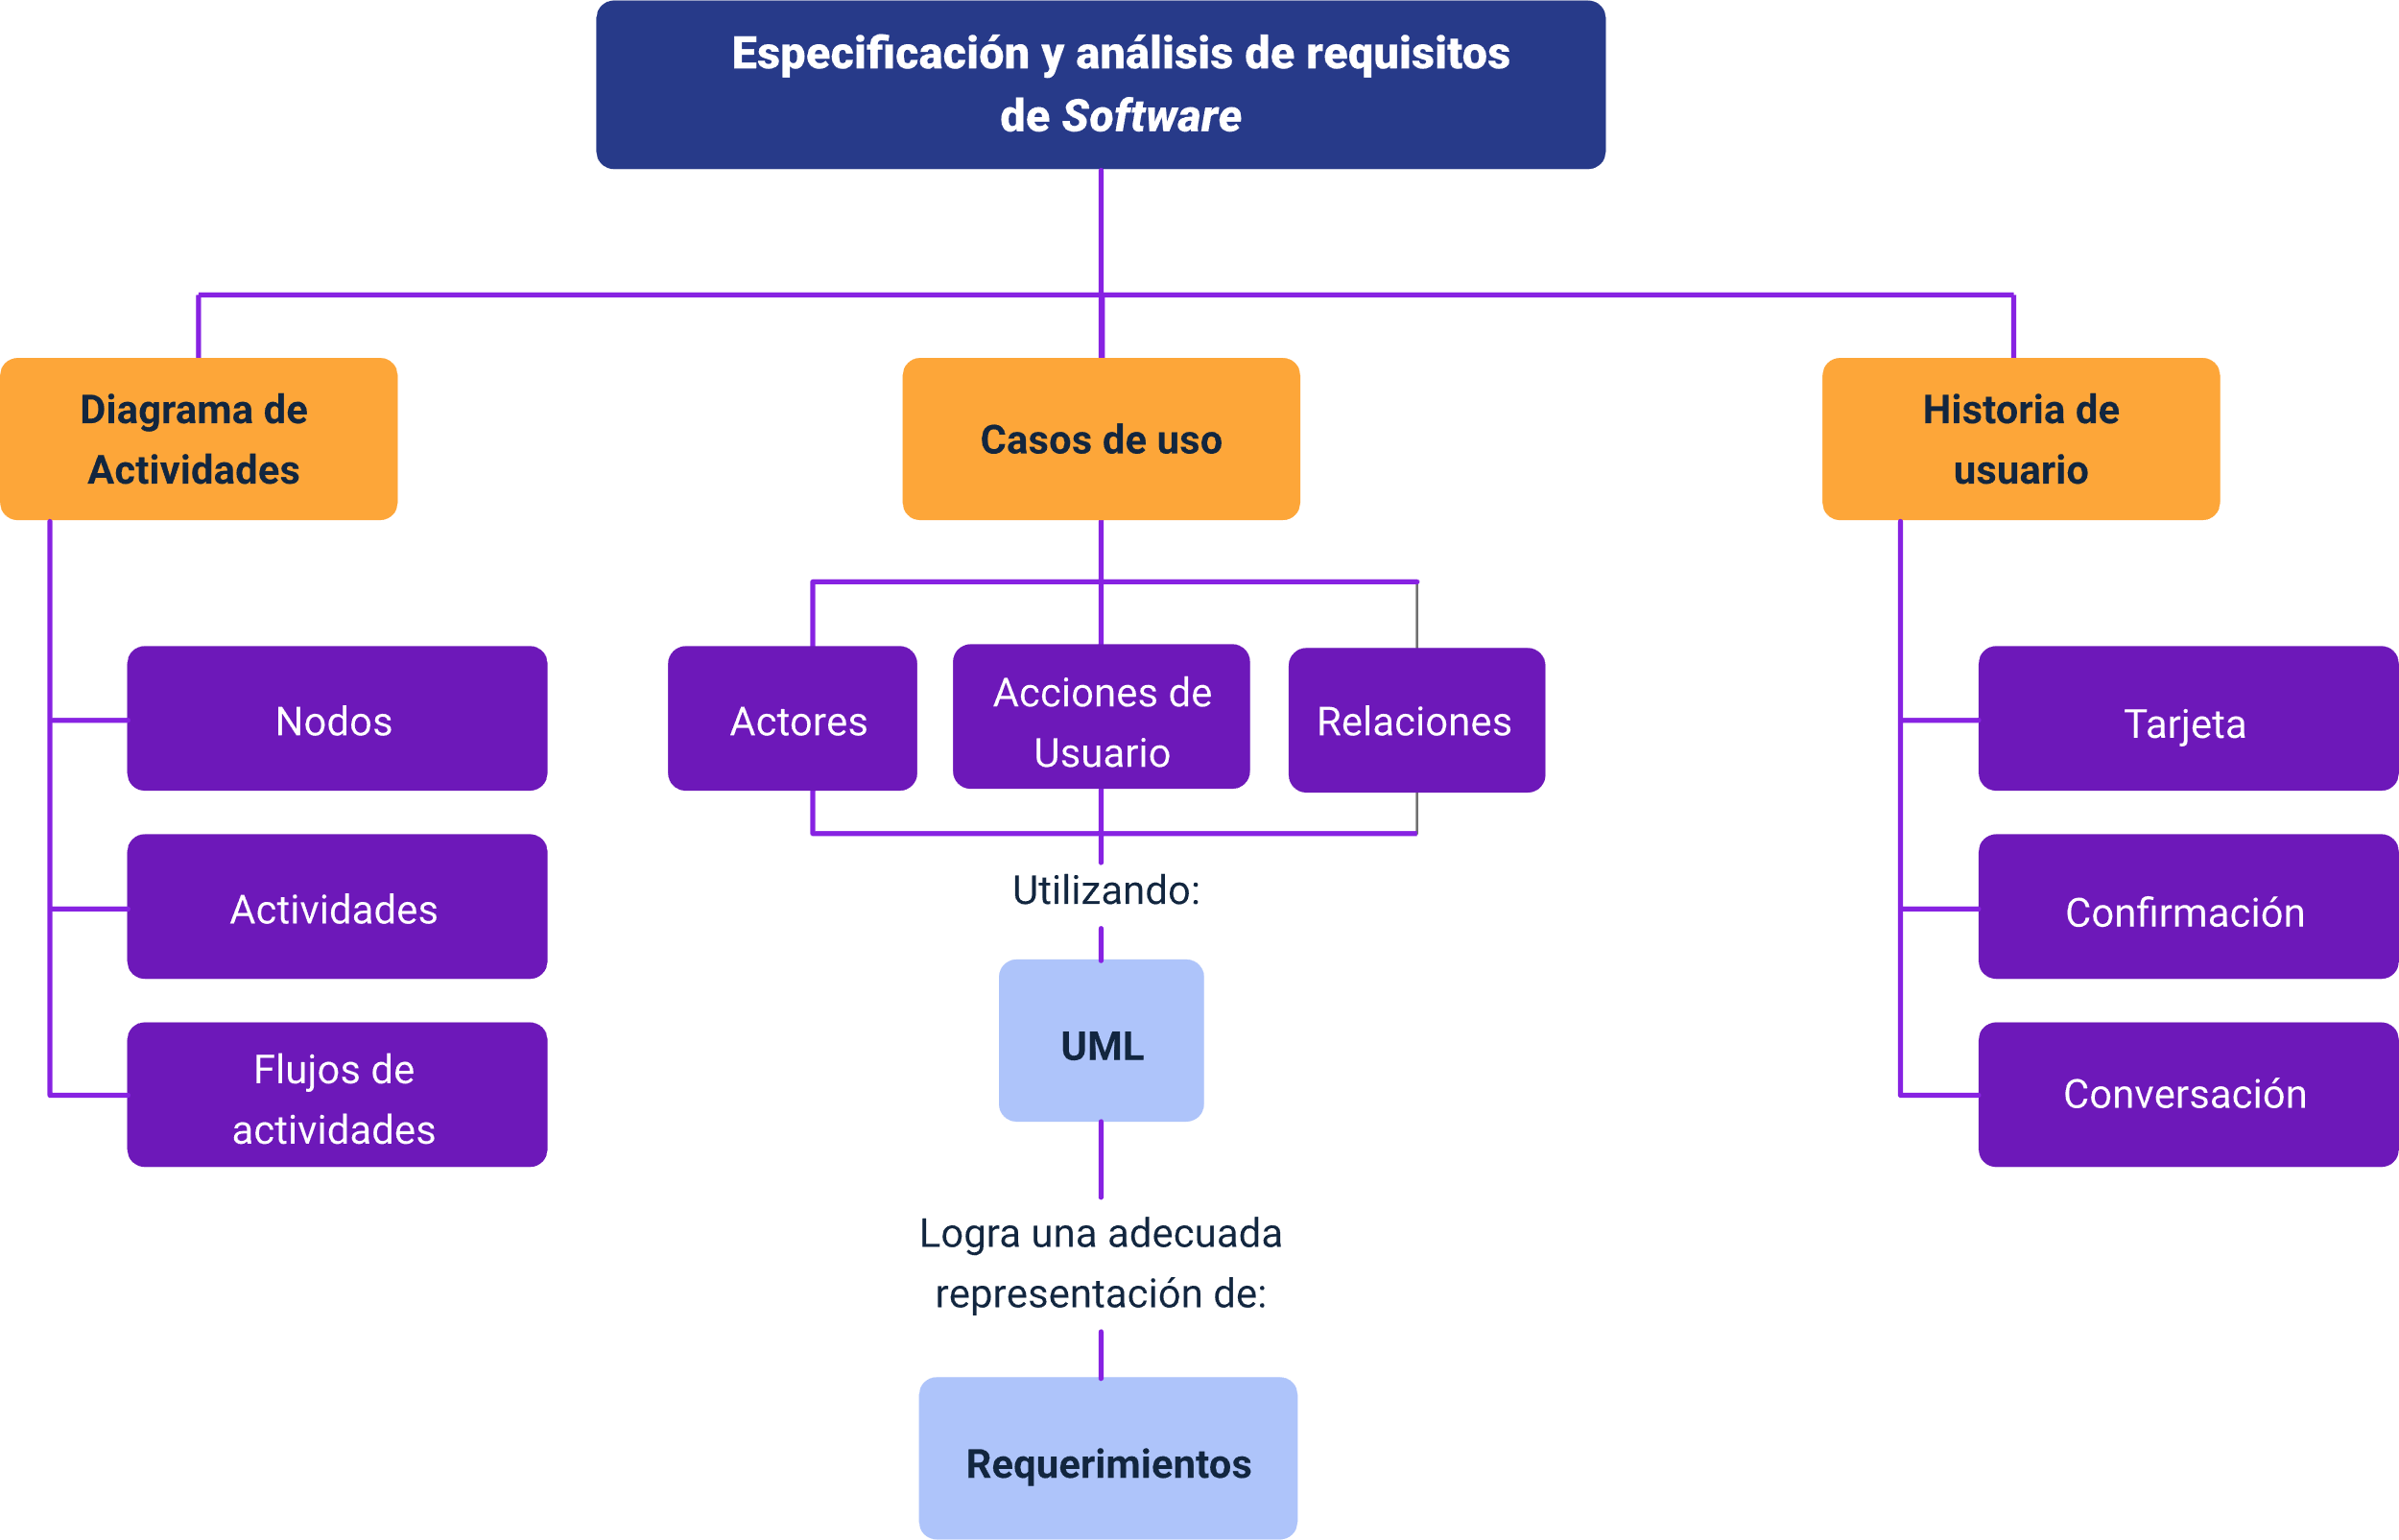 Especificación y análisis de requisitos
de Software
Diagrama de
Actividades
Casos de uso
Historia de
usuario
Nodos
Actividades
Flujos de
actividades
Actores
Acciones de
Usuario
Relaciones
Utilizando:
UML
Logra una adecuada
representación de:
Requerimientos
Tarjeta
Confirmación
Conversación